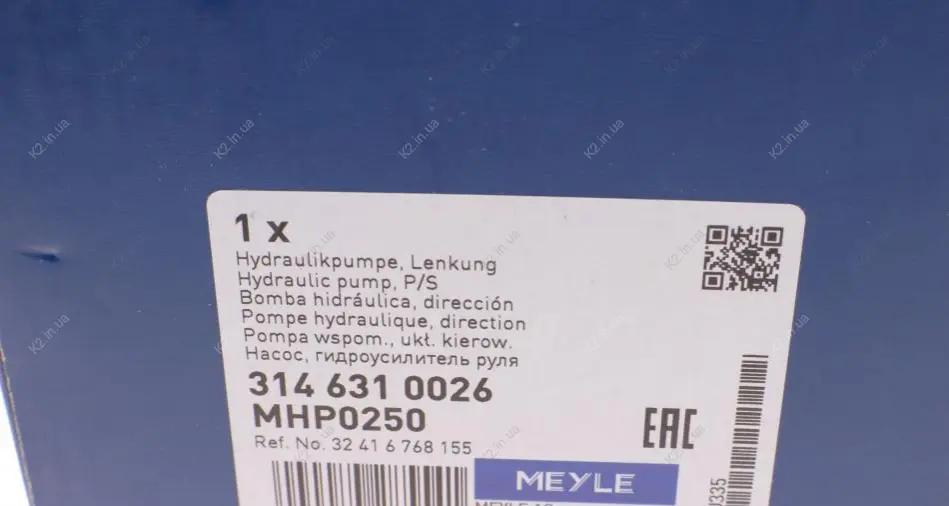 1 x
Hydraulikpumpe, Lenkung
Hydraulic pump, P/S
Bomba hidráulica, dirección
Pompe hydraulique, direction
Pompa wspom., ukł. kierow.
Насос, гидроусилитель руля
314 631 0026
MHP0250
EAC
Ref. No. 32 41 6 768 155
MEYLE
K2.in.ua